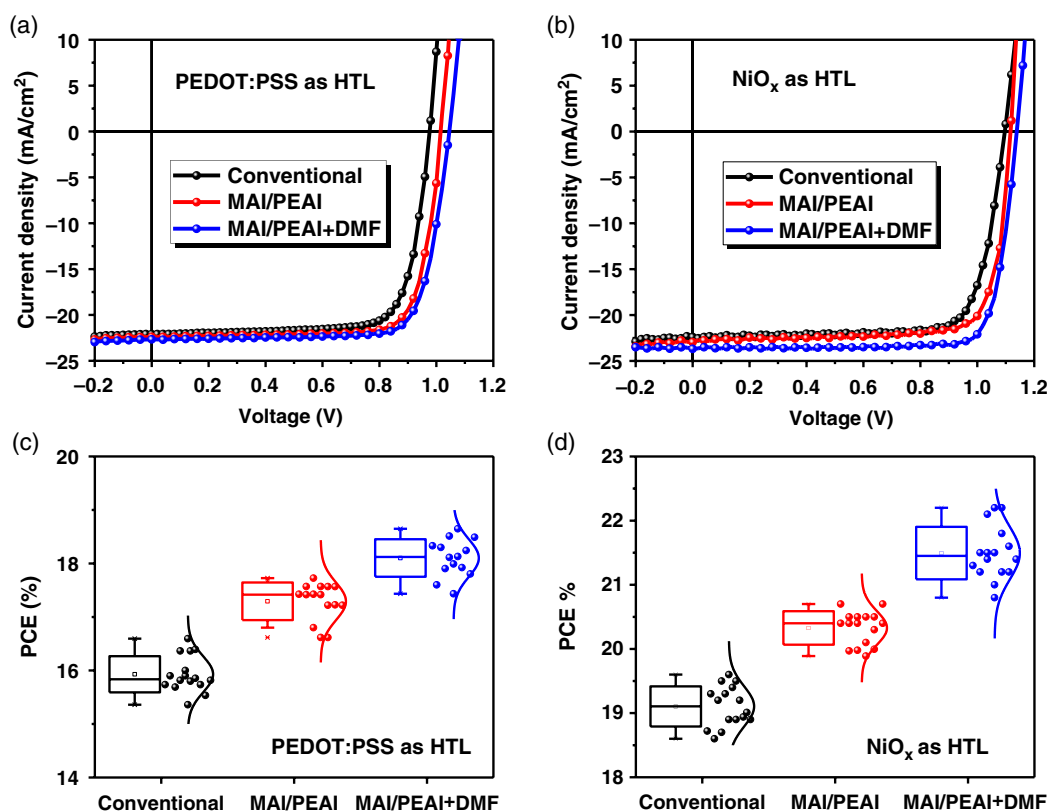 (a)
10
5
0
−5
−10
−15
−20
−25
Current density (mA/cm²)
PEDOT:PSS as HTL
Conventional
MAI/PEAI
MAI/PEAI+DMF
−0.2 0.0 0.2 0.4 0.6 0.8 1.0 1.2
Voltage (V)
(b)
10
5
0
−5
−10
−15
−20
−25
Current density (mA/cm²)
NiOₓ as HTL
Conventional
MAI/PEAI
MAI/PEAI+DMF
−0.2 0.0 0.2 0.4 0.6 0.8 1.0 1.2
Voltage (V)
(c)
20
18
16
14
PCE (%)
PEDOT:PSS as HTL
Conventional MAI/PEAI MAI/PEAI+DMF
(d)
23
22
21
20
19
18
PCE %
NiOₓ as HTL
Conventional MAI/PEAI MAI/PEAI+DMF